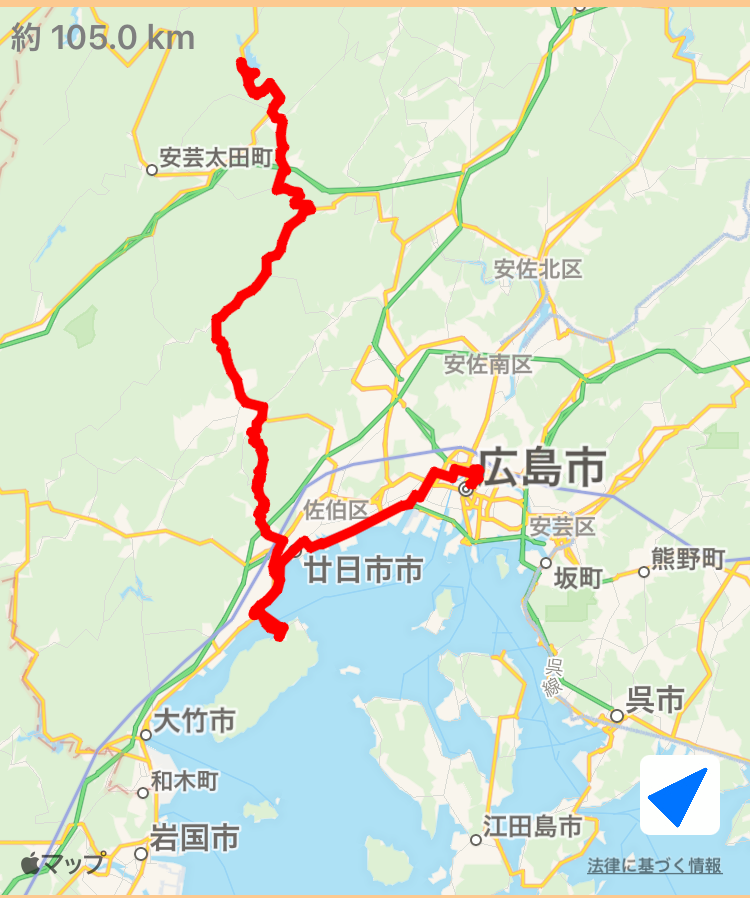 約 105.0 km
安芸太田町
安佐北区
安佐南区
広島市
佐伯区
安芸区
廿日市市
熊野町
坂町
呉線
呉市
大竹市
和木町
江田島市
岩国市
マップ
法律に基づく情報